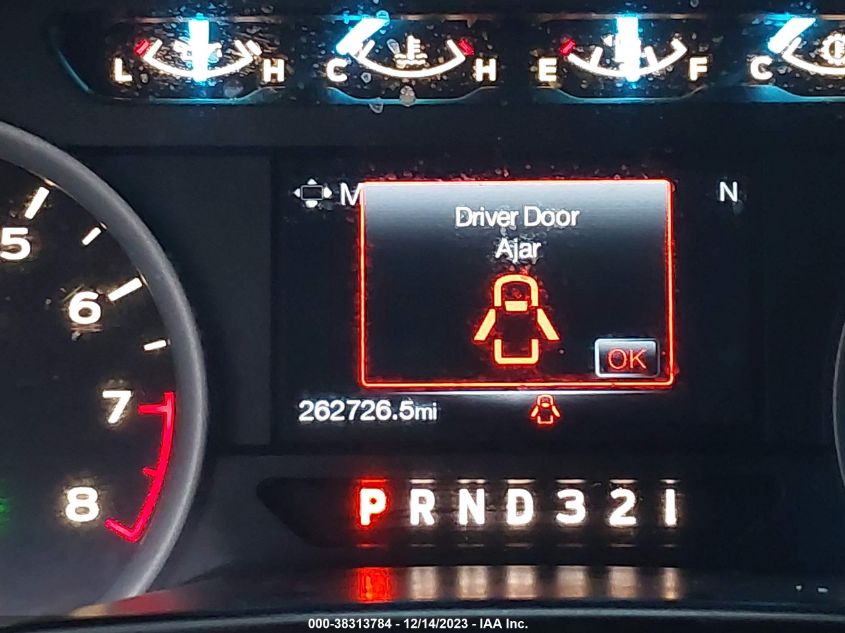 L H C H E F C
M N
Driver Door
Ajar
OK
262726.5mi
5
6
7
8
P R N D 3 2 1
000-38313784 - 12/14/2023 - IAA Inc.